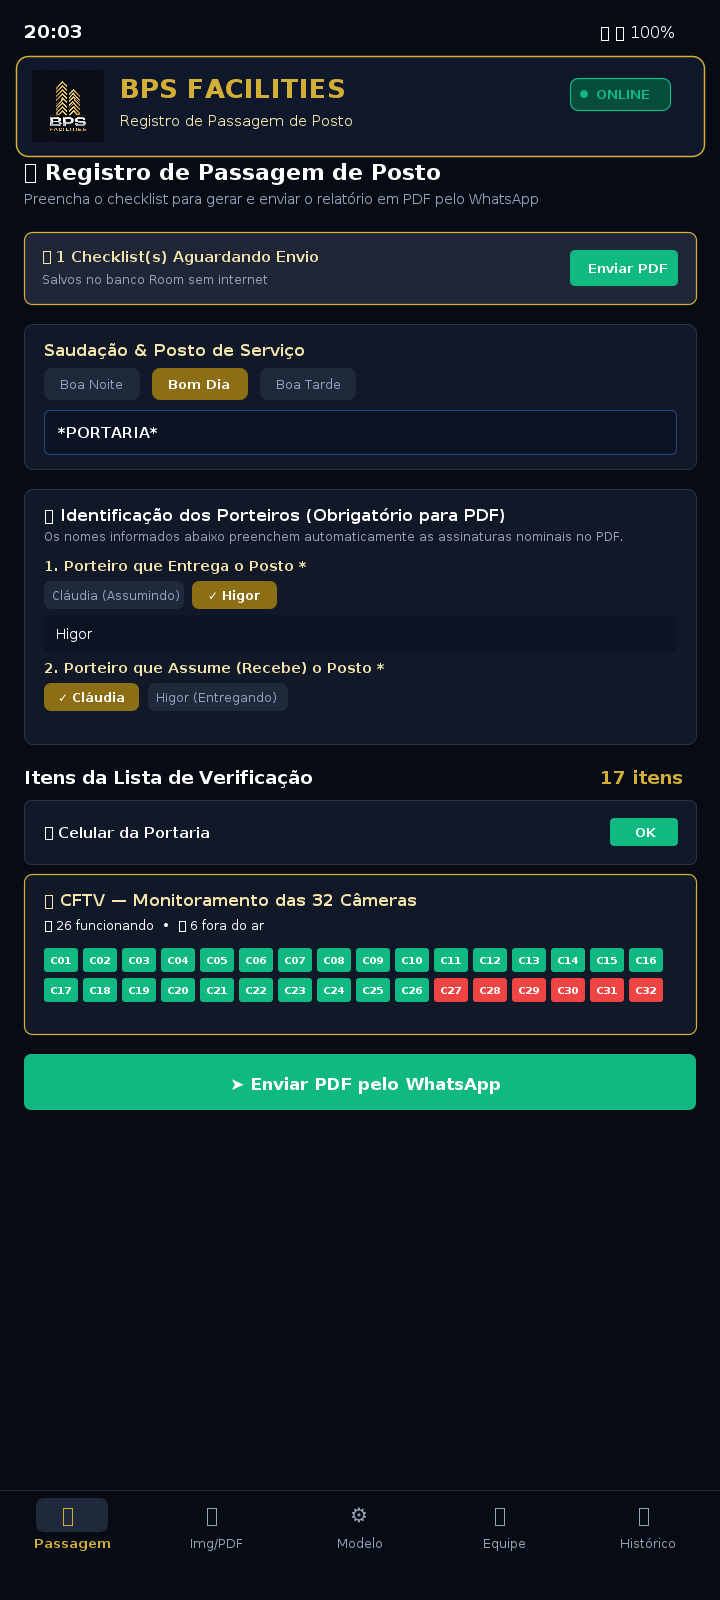 20:03
100%
BPS FACILITIES
ONLINE
BPS
FACILITIES
Registro de Passagem de Posto
Registro de Passagem de Posto
Preencha o checklist para gerar e enviar o relatório em PDF pelo WhatsApp
1 Checklist(s) Aguardando Envio
Salvos no banco Room sem internet
Enviar PDF
Saudação & Posto de Serviço
Boa Noite Bom Dia Boa Tarde
*PORTARIA*
Identificação dos Porteiros (Obrigatório para PDF)
Os nomes informados abaixo preenchem automaticamente as assinaturas nominais no PDF.
1. Porteiro que Entrega o Posto *
Cláudia (Assumindo) ✓ Higor
Higor
2. Porteiro que Assume (Recebe) o Posto *
✓ Cláudia Higor (Entregando)
Itens da Lista de Verificação 17 itens
Celular da Portaria OK
CFTV — Monitoramento das 32 Câmeras
26 funcionando • 6 fora do ar
C01 C02 C03 C04 C05 C06 C07 C08 C09 C10 C11 C12 C13 C14 C15 C16
C17 C18 C19 C20 C21 C22 C23 C24 C25 C26 C27 C28 C29 C30 C31 C32
➤ Enviar PDF pelo WhatsApp
Passagem Img/PDF Modelo Equipe Histórico